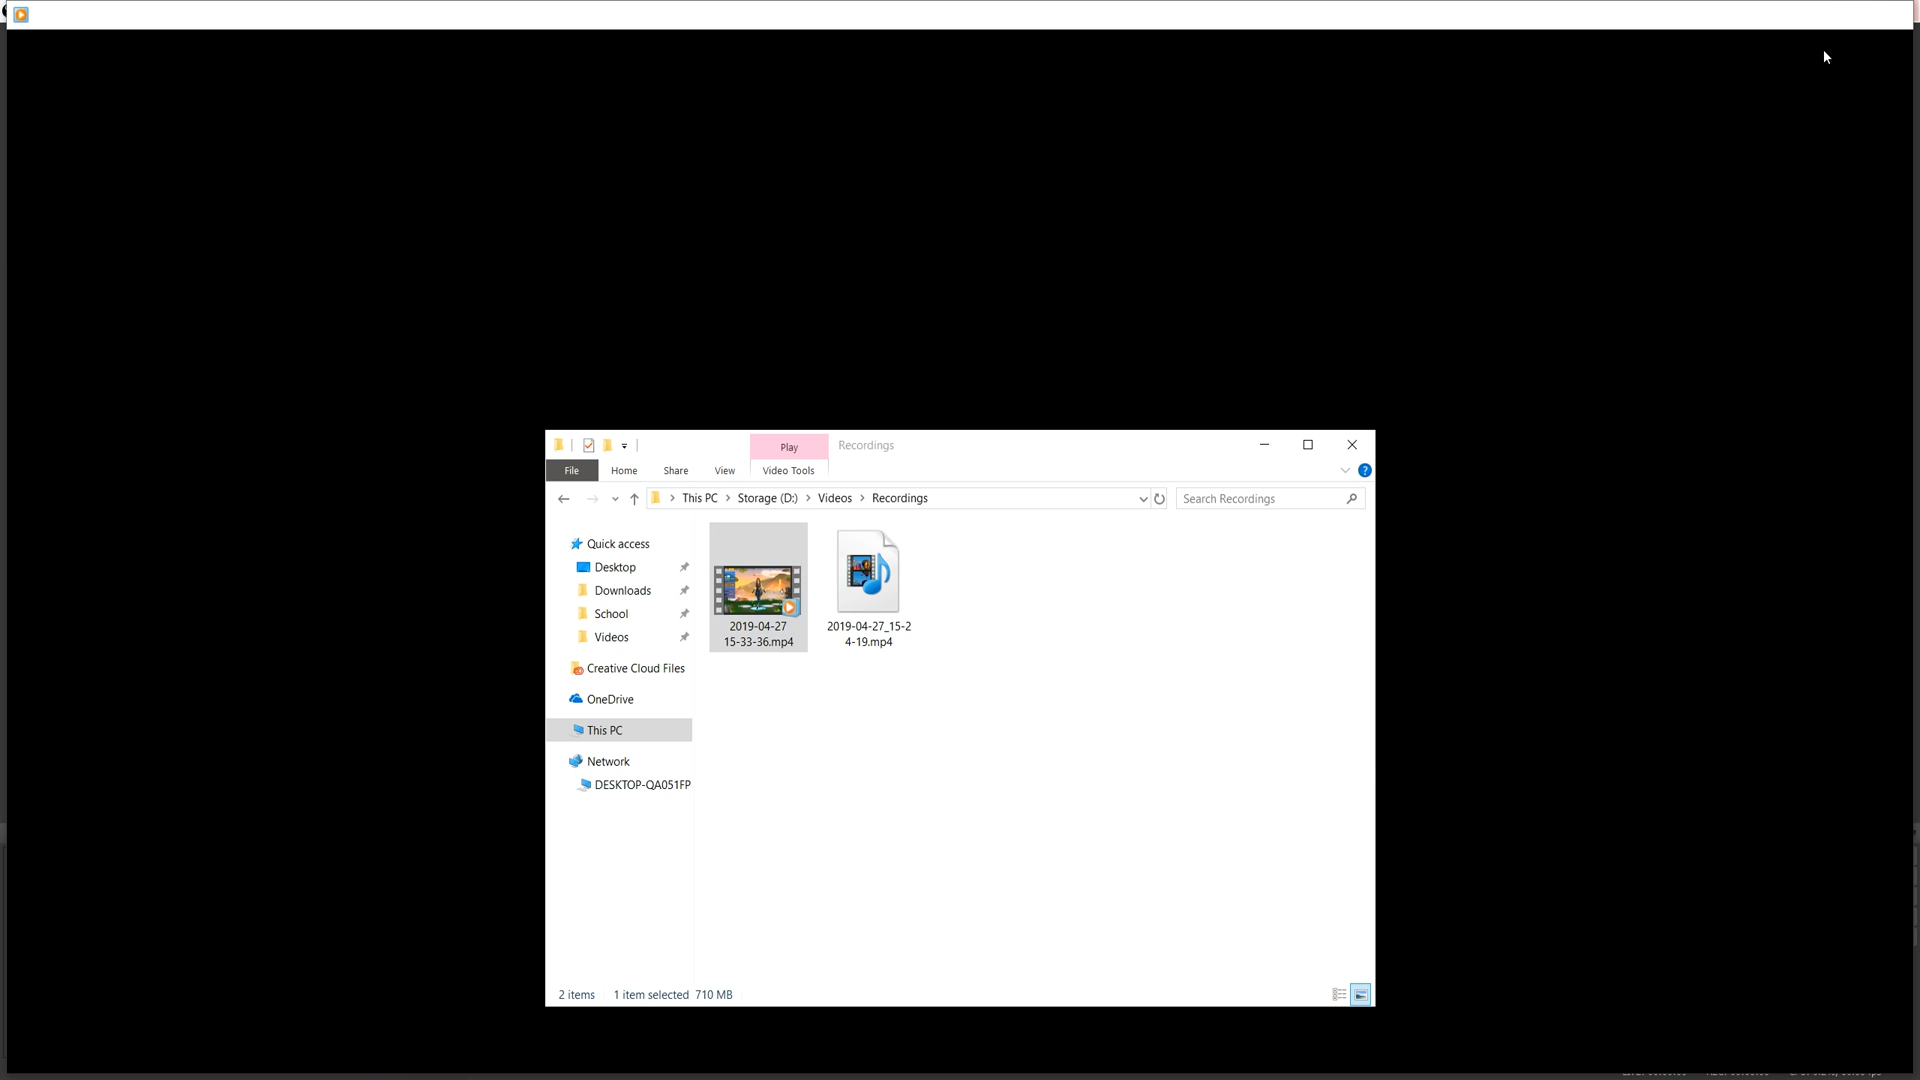 Play
Recordings
File
Home
Share
View
Video Tools
This PC
Storage (D:)
Videos
Recordings
Search Recordings
Quick access
Desktop
Downloads
School
Videos
Creative Cloud Files
OneDrive
This PC
Network
DESKTOP-QA051FP
2019-04-27
15-33-36.mp4
2019-04-27_15-2
4-19.mp4
2 items
1 item selected 710 MB